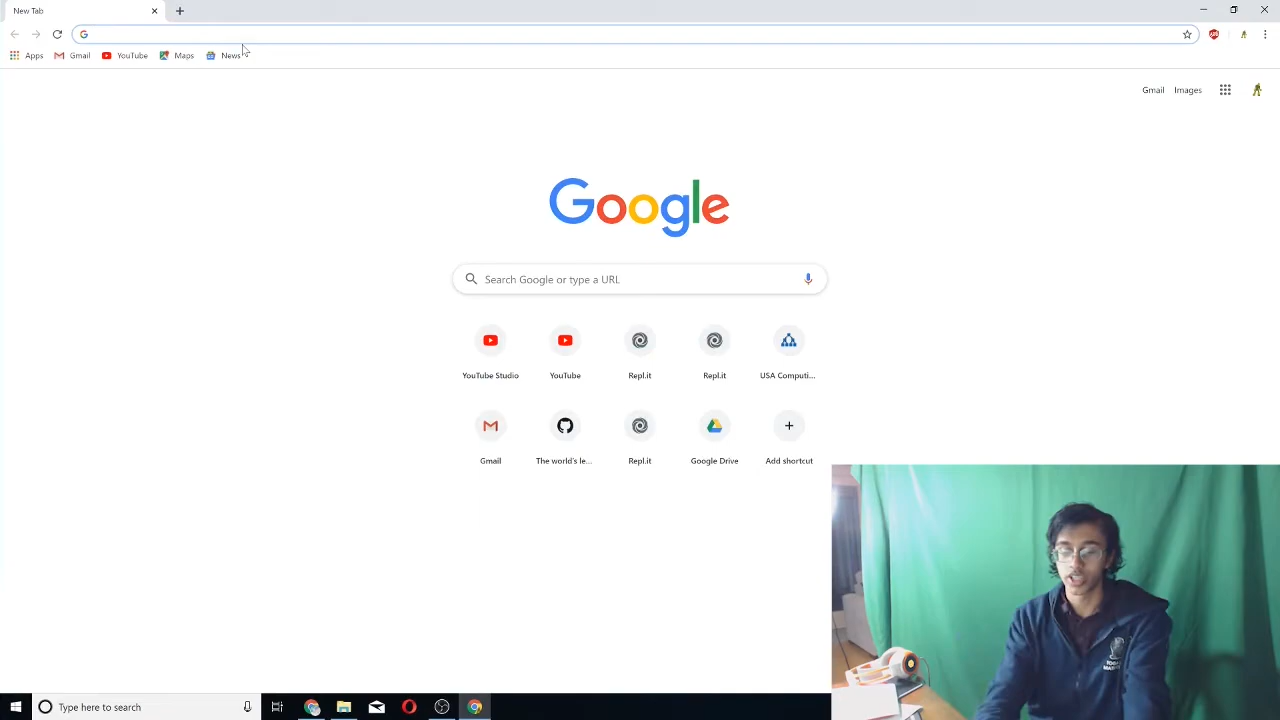 New Tab
Apps Gmail YouTube Maps News
Gmail Images
Google
Search Google or type a URL
YouTube Studio YouTube Repl.it Repl.it USA Computi...
Gmail The world's le... Repl.it Google Drive Add shortcut
Type here to search